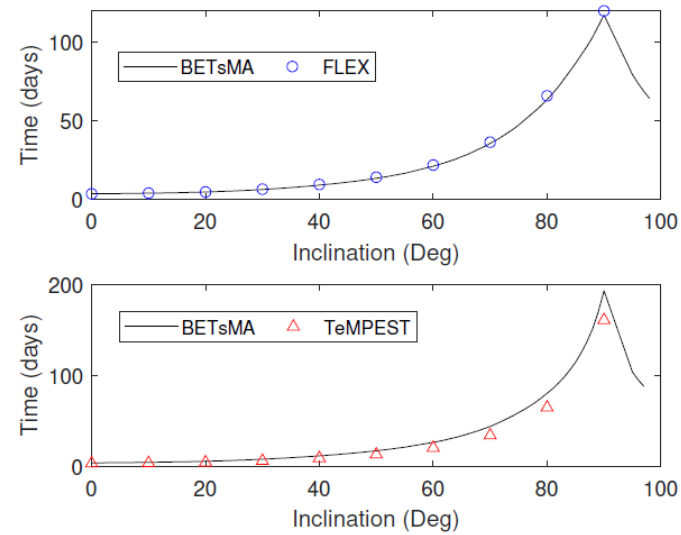 Time (days)
100
50
0
BETsMA
FLEX
0 20 40 60 80 100
Inclination (Deg)
Time (days)
200
100
0
BETsMA
TeMPEST
0 20 40 60 80 100
Inclination (Deg)